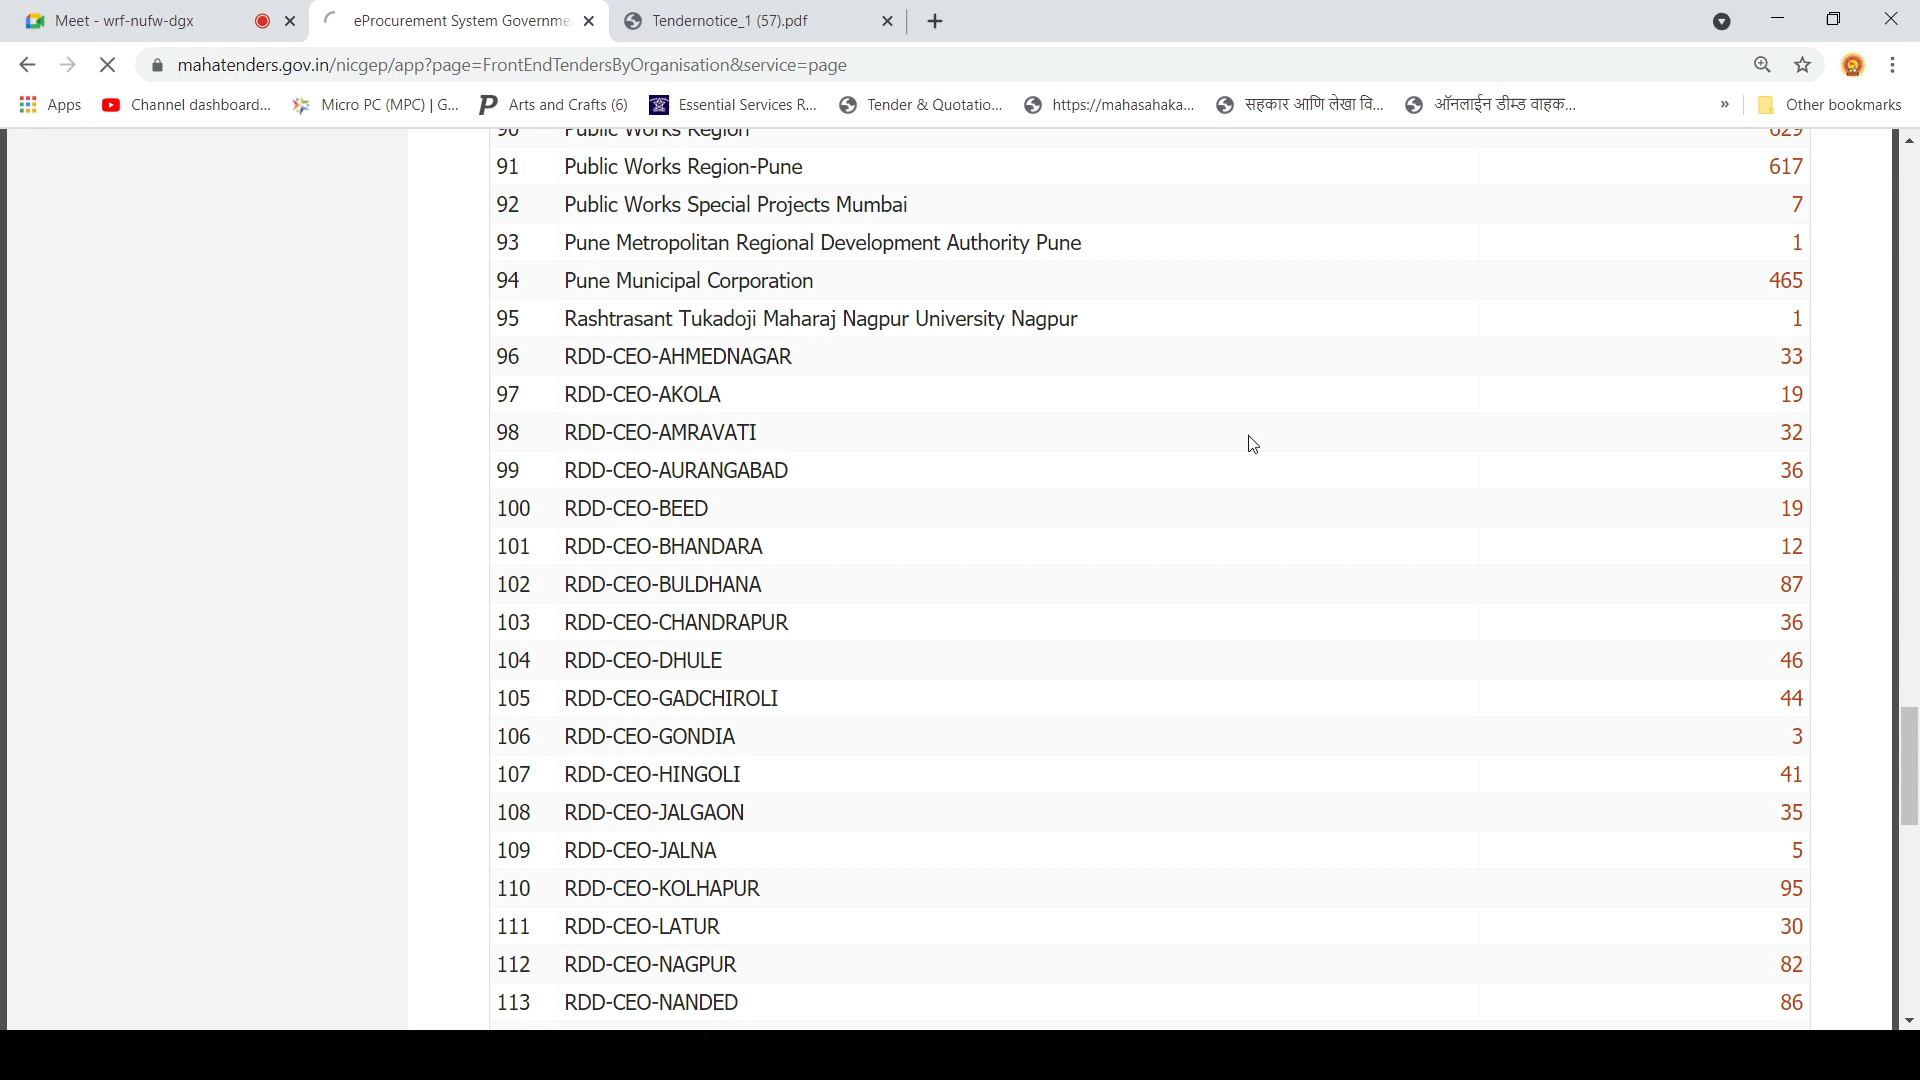 Meet - wrf-nufw-dgx
eProcurement System Governme
Tendernotice_1 (57).pdf
mahatenders.gov.in/nicgep/app?page=FrontEndTendersByOrganisation&service=page
Apps
Channel dashboard...
Micro PC (MPC) | G...
Arts and Crafts (6)
Essential Services R...
Tender & Quotatio...
https://mahasahaka...
सहकार आणि लेखा वि...
ऑनलाईन डीम्ड वाहक...
»
Other bookmarks
90 Public Works Region 629
91 Public Works Region-Pune 617
92 Public Works Special Projects Mumbai 7
93 Pune Metropolitan Regional Development Authority Pune 1
94 Pune Municipal Corporation 465
95 Rashtrasant Tukadoji Maharaj Nagpur University Nagpur 1
96 RDD-CEO-AHMEDNAGAR 33
97 RDD-CEO-AKOLA 19
98 RDD-CEO-AMRAVATI 32
99 RDD-CEO-AURANGABAD 36
100 RDD-CEO-BEED 19
101 RDD-CEO-BHANDARA 12
102 RDD-CEO-BULDHANA 87
103 RDD-CEO-CHANDRAPUR 36
104 RDD-CEO-DHULE 46
105 RDD-CEO-GADCHIROLI 44
106 RDD-CEO-GONDIA 3
107 RDD-CEO-HINGOLI 41
108 RDD-CEO-JALGAON 35
109 RDD-CEO-JALNA 5
110 RDD-CEO-KOLHAPUR 95
111 RDD-CEO-LATUR 30
112 RDD-CEO-NAGPUR 82
113 RDD-CEO-NANDED 86